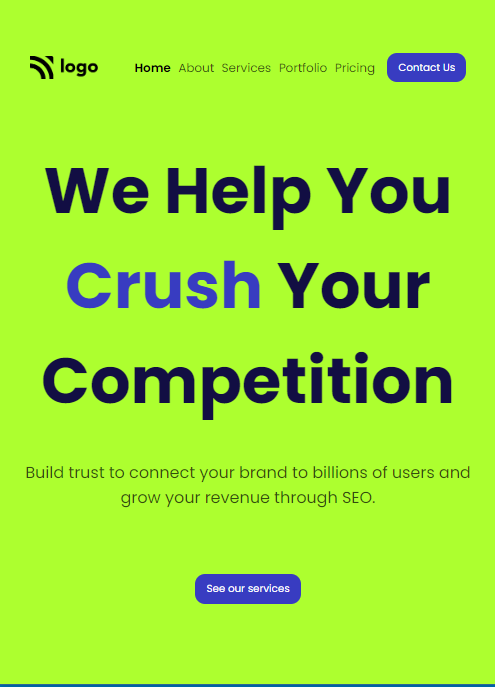 logo Home About Services Portfolio Pricing Contact Us
We Help You
Crush Your
Competition
Build trust to connect your brand to billions of users and
grow your revenue through SEO.
See our services